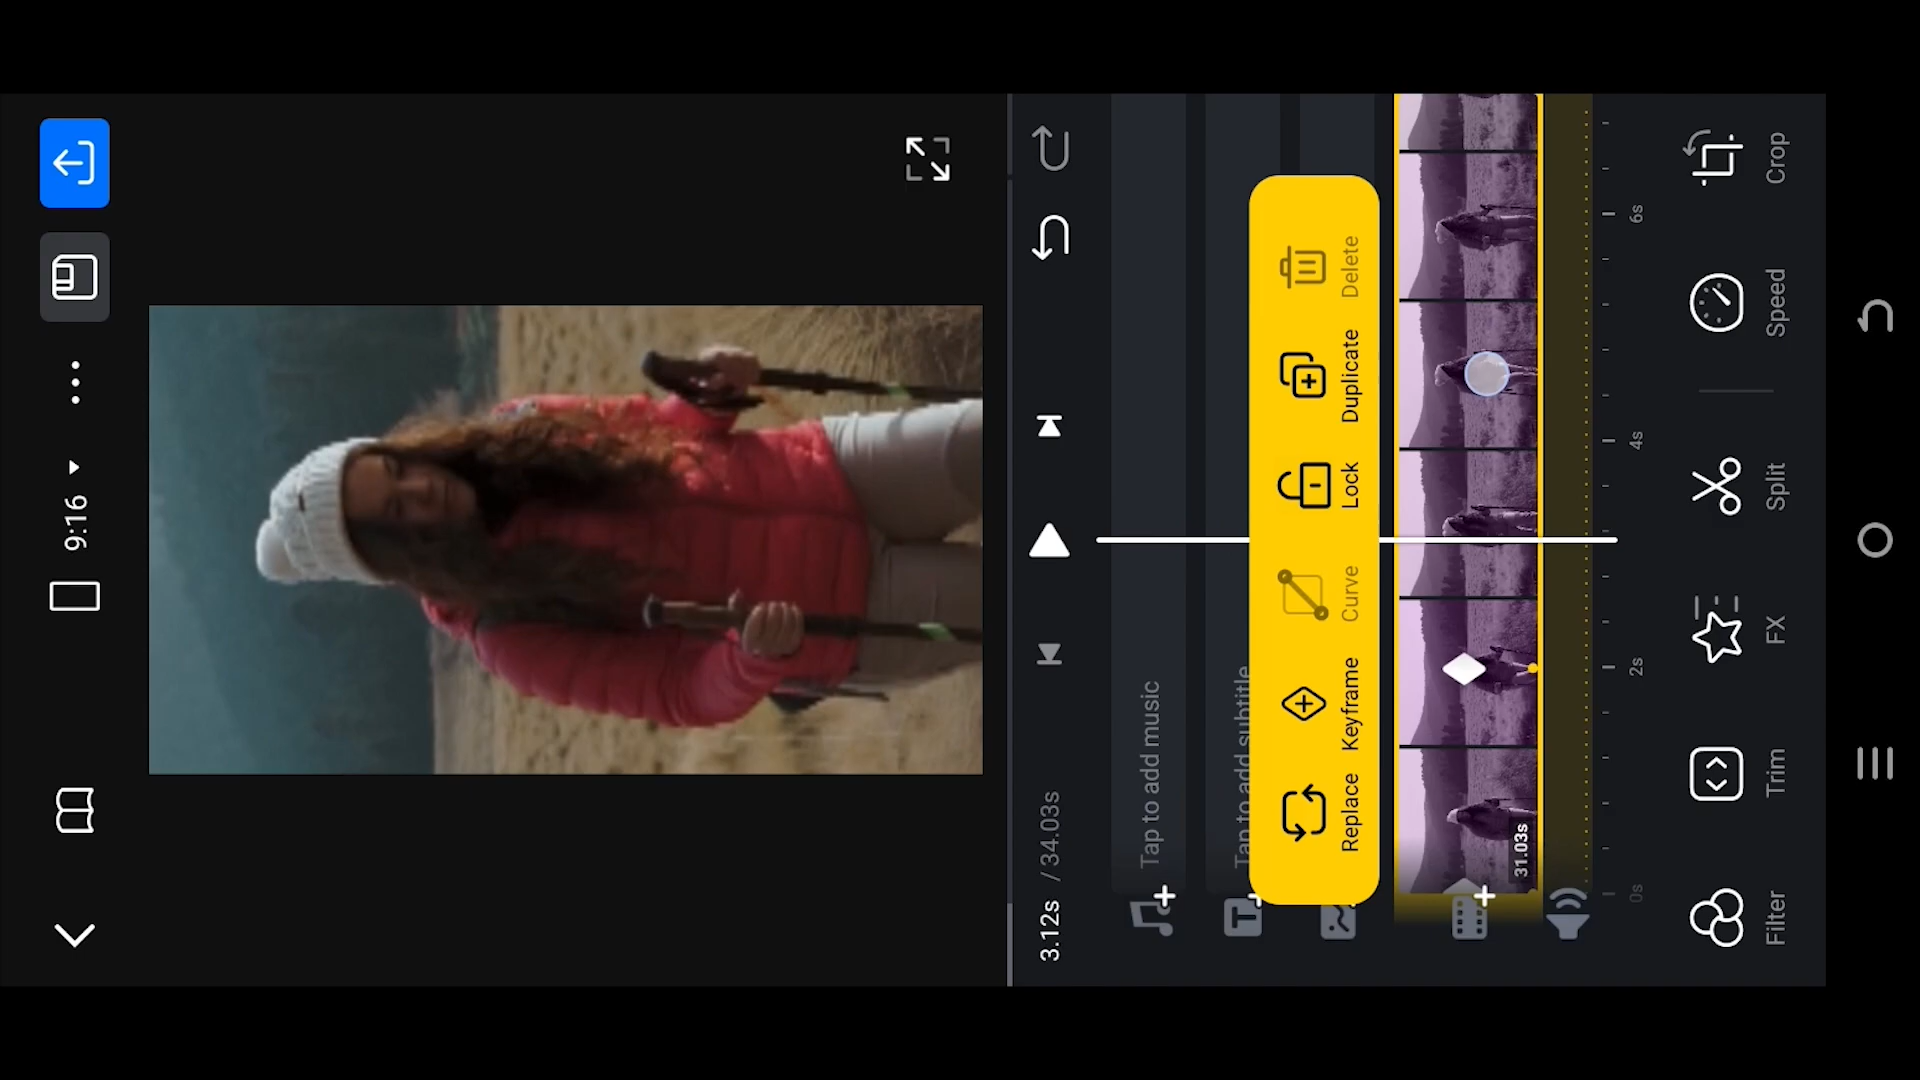 9:16
3.12s / 34.03s
Tap to add music
Tap to add subtitle
Replace
Keyframe
Curve
Lock
Duplicate
Delete
31.03s
0s
2s
4s
6s
Filter
Trim
FX
Split
Speed
Crop